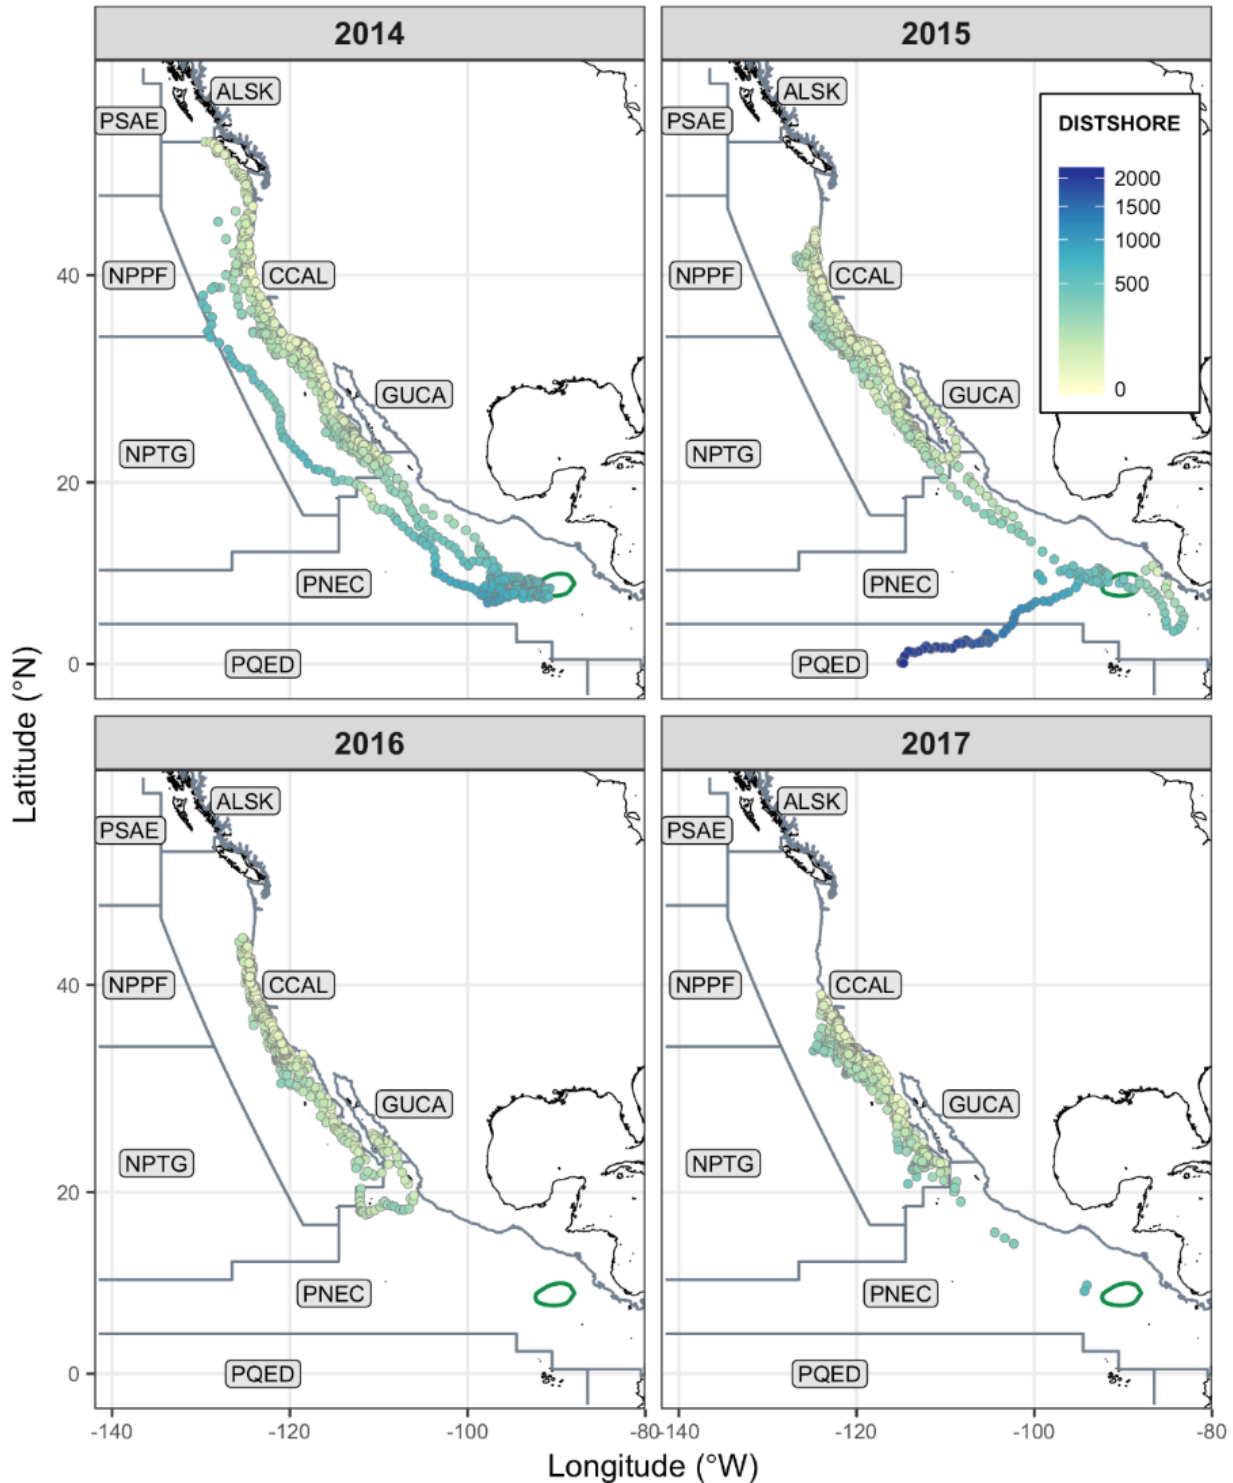 2014
2015
ALSK
PSAE
NPPF
CCAL
GUCA
NPTG
PNEC
PQED
40
20
0
ALSK
PSAE
NPPF
CCAL
GUCA
NPTG
PNEC
PQED
DISTSHORE
2000
1500
1000
500
0
2016
2017
ALSK
PSAE
NPPF
CCAL
GUCA
NPTG
PNEC
PQED
40
20
0
ALSK
PSAE
NPPF
CCAL
GUCA
NPTG
PNEC
PQED
-140
-120
-100
-80
-140
-120
-100
-80
Latitude (°N)
Longitude (°W)